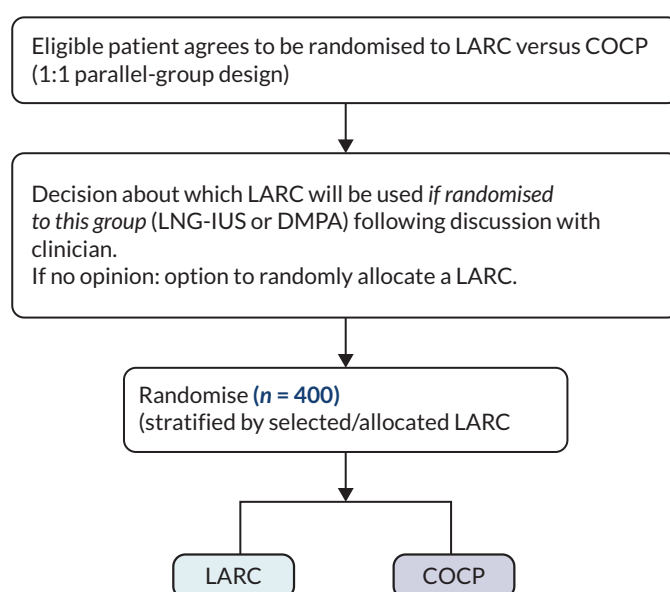 Eligible patient agrees to be randomised to LARC versus COCP
(1:1 parallel-group design)
Decision about which LARC will be used if randomised
to this group (LNG-IUS or DMPA) following discussion with
clinician.
If no opinion: option to randomly allocate a LARC.
Randomise (n = 400)
(stratified by selected/allocated LARC
LARC
COCP